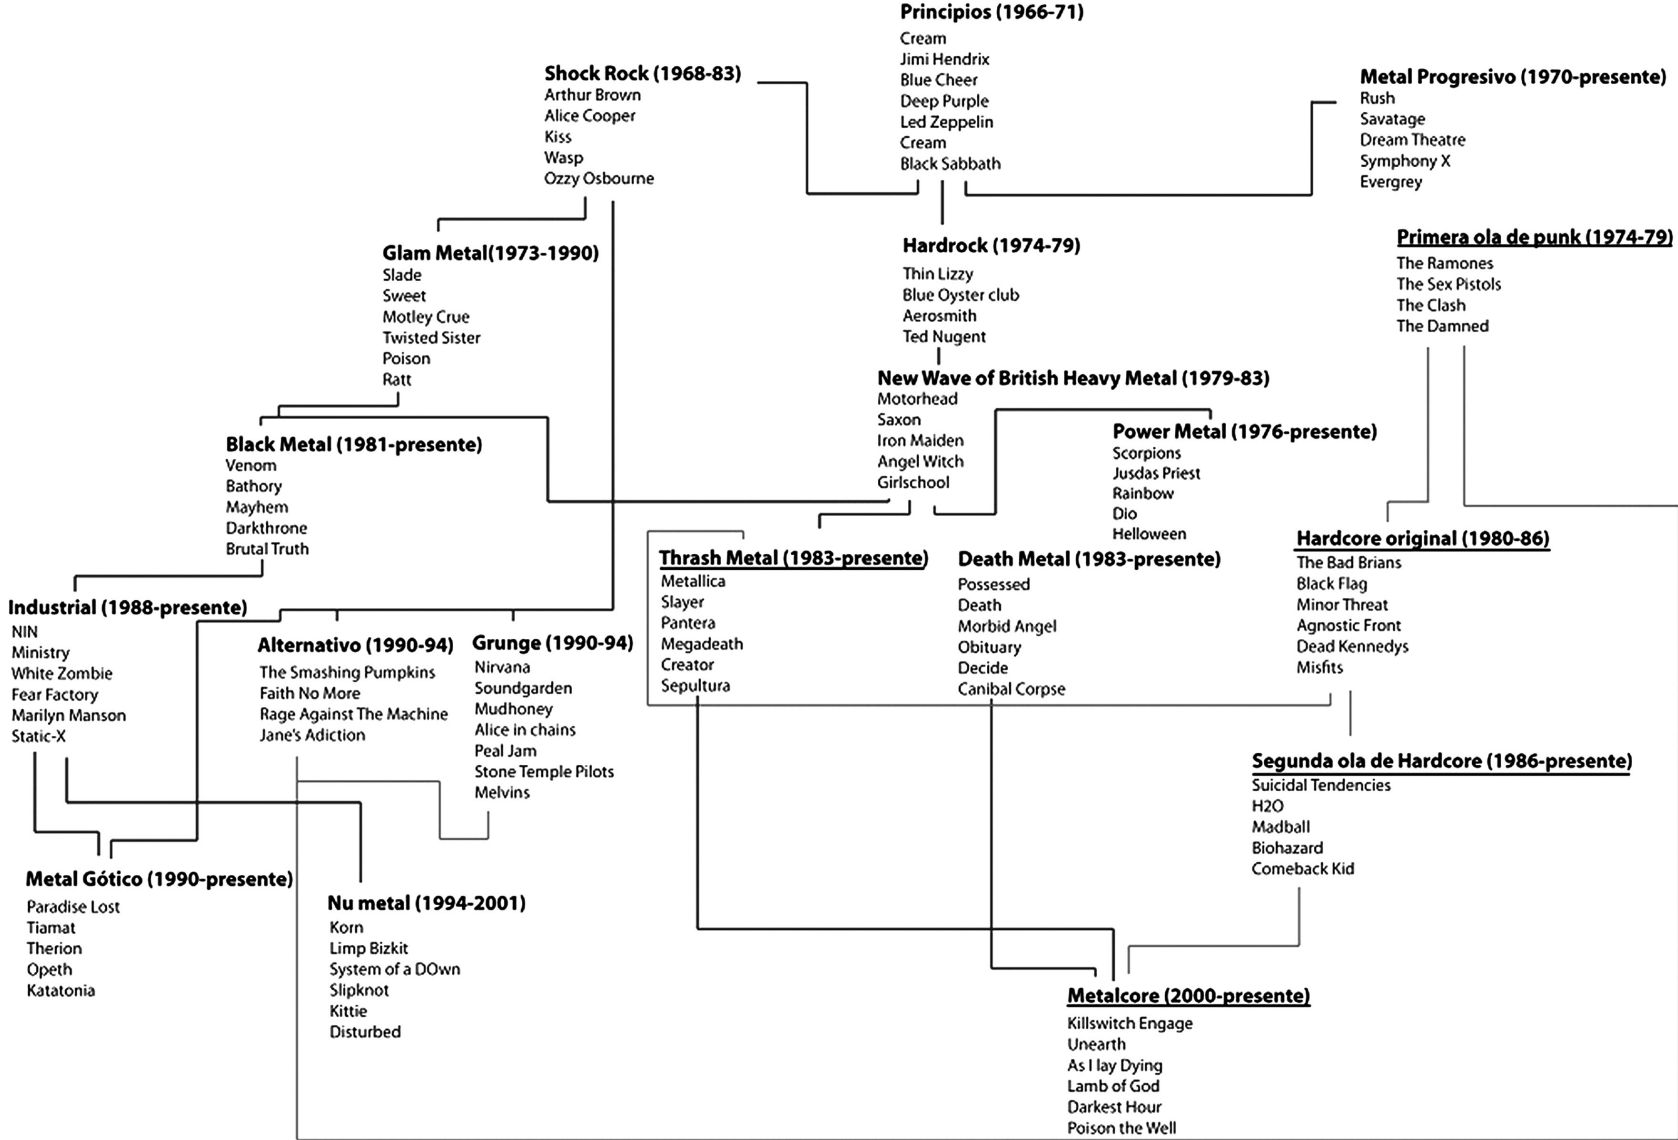 Principios (1966-71)
Cream
Jimi Hendrix
Blue Cheer
Deep Purple
Led Zeppelin
Cream
Black Sabbath
Shock Rock (1968-83)
Arthur Brown
Alice Cooper
Kiss
Wasp
Ozzy Osbourne
Metal Progresivo (1970-presente)
Rush
Savatage
Dream Theatre
Symphony X
Evergrey
Glam Metal(1973-1990)
Slade
Sweet
Motley Crue
Twisted Sister
Poison
Ratt
Hardrock (1974-79)
Thin Lizzy
Blue Oyster club
Aerosmith
Ted Nugent
Primera ola de punk (1974-79)
The Ramones
The Sex Pistols
The Clash
The Damned
New Wave of British Heavy Metal (1979-83)
Motorhead
Saxon
Iron Maiden
Angel Witch
Girlschool
Power Metal (1976-presente)
Scorpions
Jusdas Priest
Rainbow
Dio
Helloween
Black Metal (1981-presente)
Venom
Bathory
Mayhem
Darkthrone
Brutal Truth
Thrash Metal (1983-presente)
Metallica
Slayer
Pantera
Megadeath
Creator
Sepultura
Death Metal (1983-presente)
Possessed
Death
Morbid Angel
Obituary
Decide
Canibal Corpse
Hardcore original (1980-86)
The Bad Brians
Black Flag
Minor Threat
Agnostic Front
Dead Kennedys
Misfits
Industrial (1988-presente)
NIN
Ministry
White Zombie
Fear Factory
Marilyn Manson
Static-X
Alternativo (1990-94)
The Smashing Pumpkins
Faith No More
Rage Against The Machine
Jane's Adiction
Grunge (1990-94)
Nirvana
Soundgarden
Mudhoney
Alice in chains
Peal Jam
Stone Temple Pilots
Melvins
Segunda ola de Hardcore (1986-presente)
Suicidal Tendencies
H2O
Madball
Biohazard
Comeback Kid
Metal Gótico (1990-presente)
Paradise Lost
Tiamat
Therion
Opeth
Katatonia
Nu metal (1994-2001)
Korn
Limp Bizkit
System of a DOwn
Slipknot
Kittie
Disturbed
Metalcore (2000-presente)
Killswitch Engage
Unearth
As I lay Dying
Lamb of God
Darkest Hour
Poison the Well